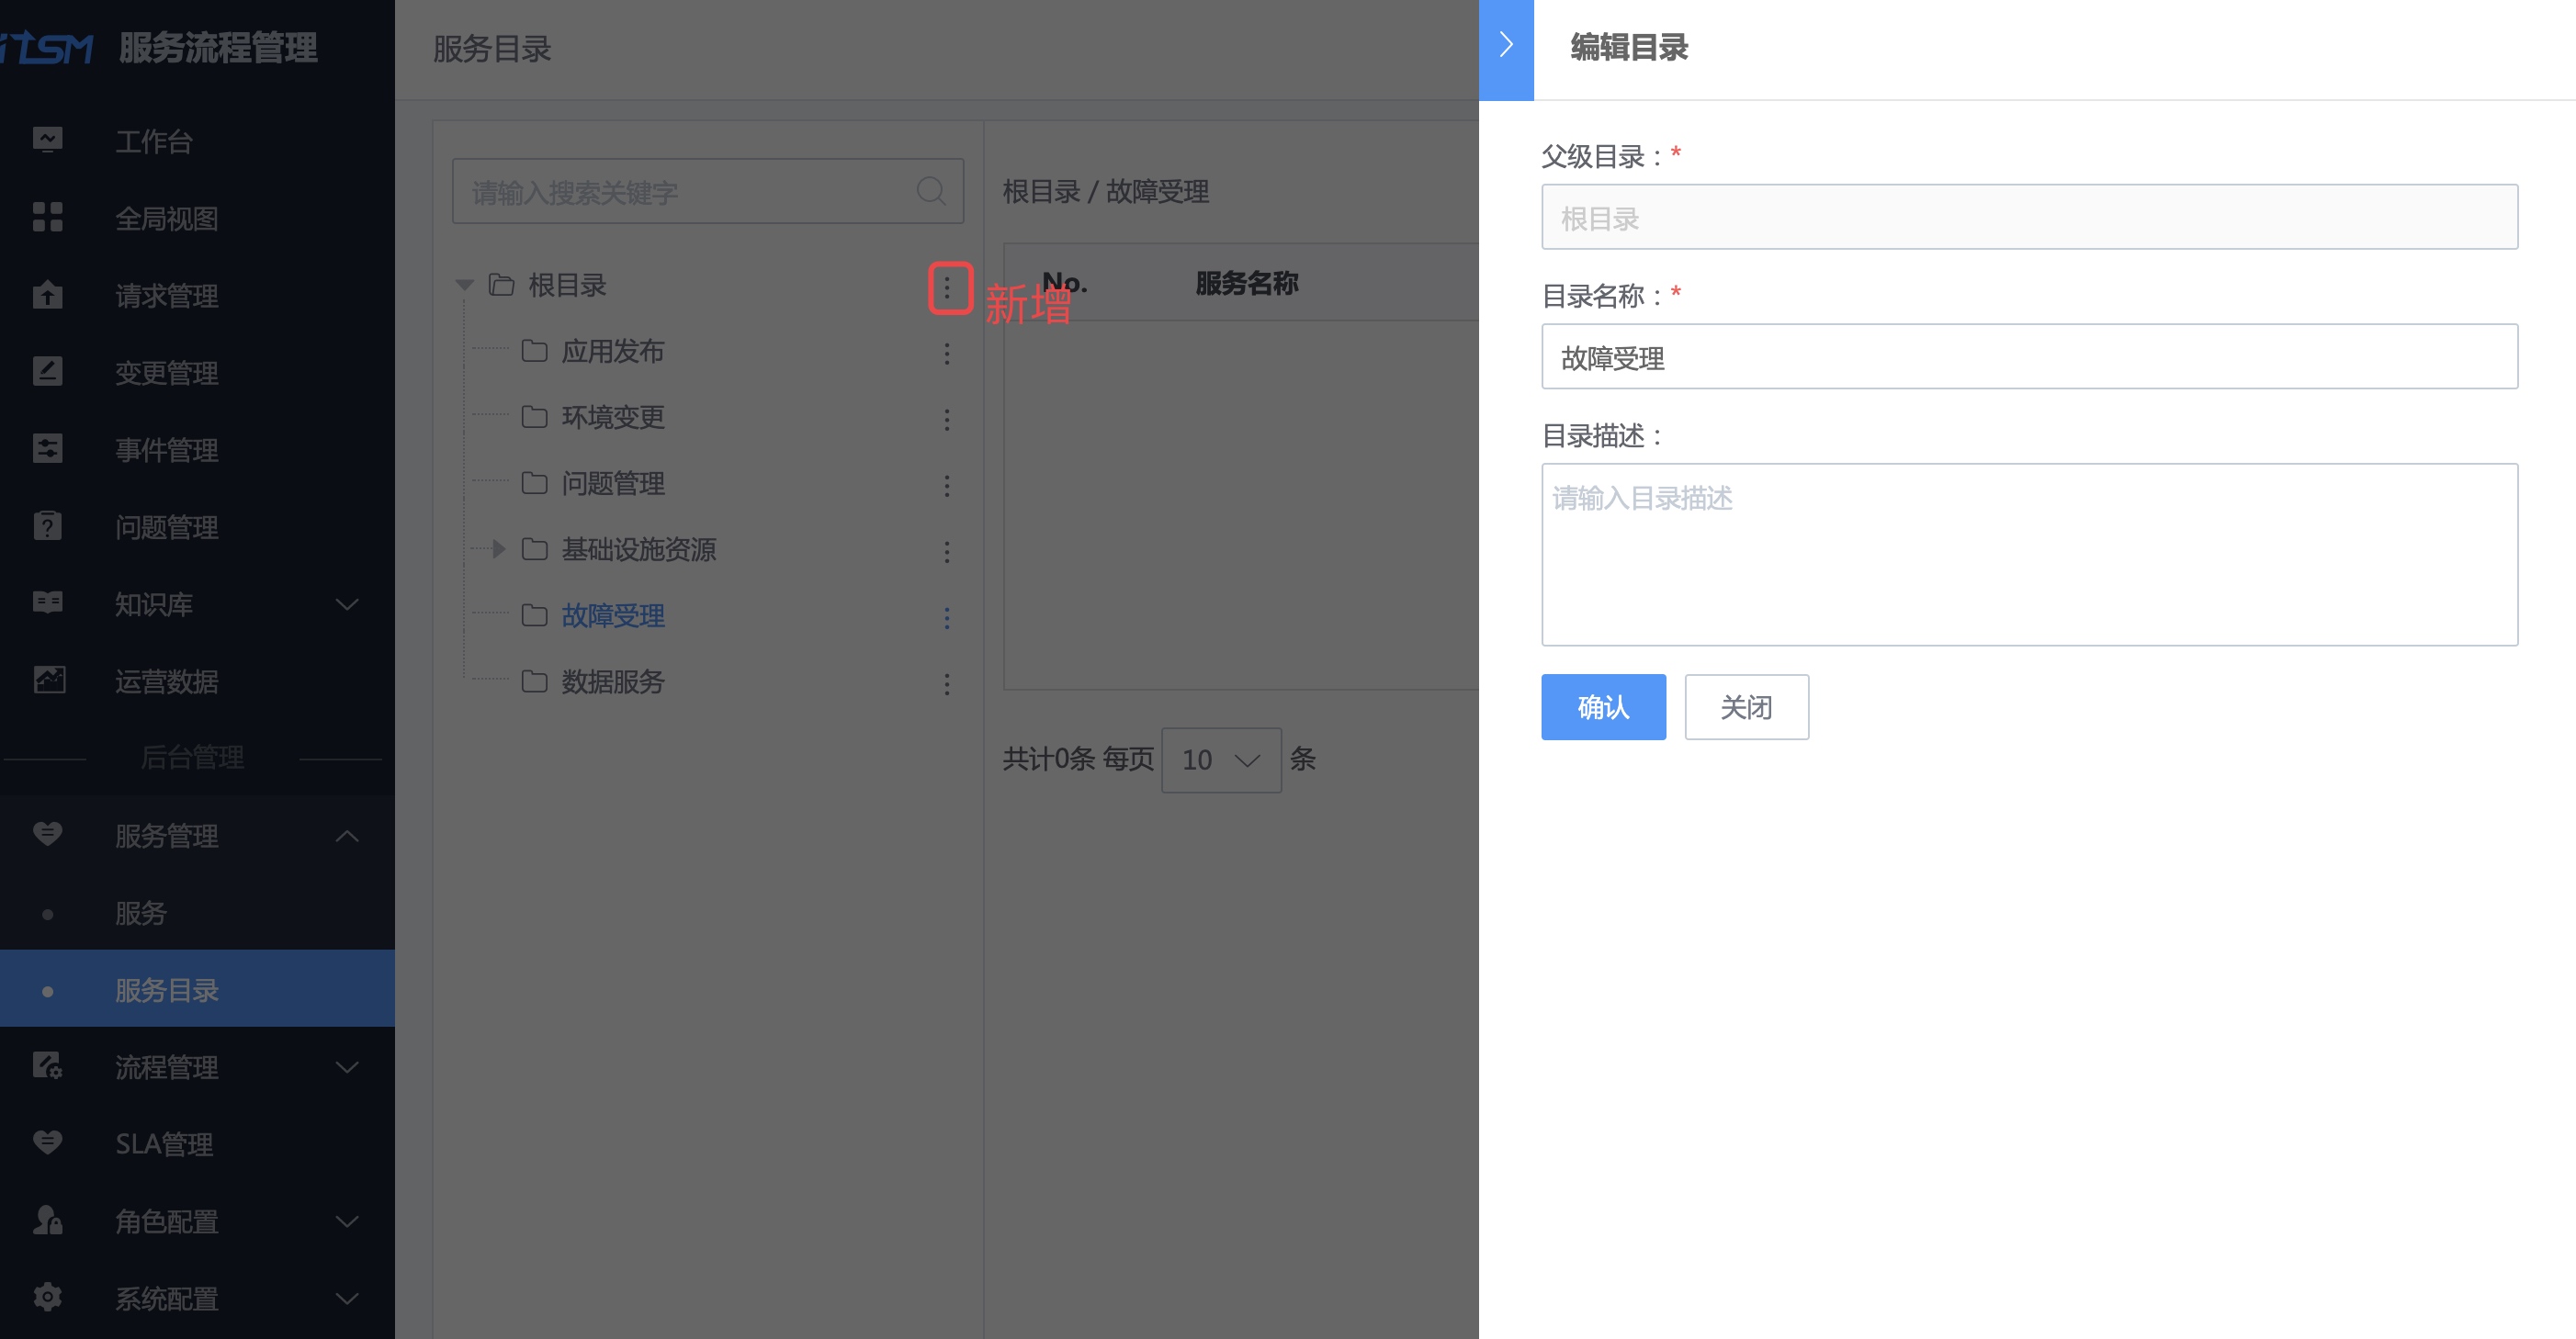 iTSM 服务流程管理
工作台
全局视图
请求管理
变更管理
事件管理
问题管理
知识库
运营数据
后台管理
服务管理
服务
服务目录
流程管理
SLA管理
角色配置
系统配置
服务目录
请输入搜索关键字
根目录
新增
应用发布
环境变更
问题管理
基础设施资源
故障受理
数据服务
根目录 / 故障受理
No. 服务名称
共计0条 每页 10 条
编辑目录
父级目录：*
根目录
目录名称：*
故障受理
目录描述：
请输入目录描述
确认 关闭